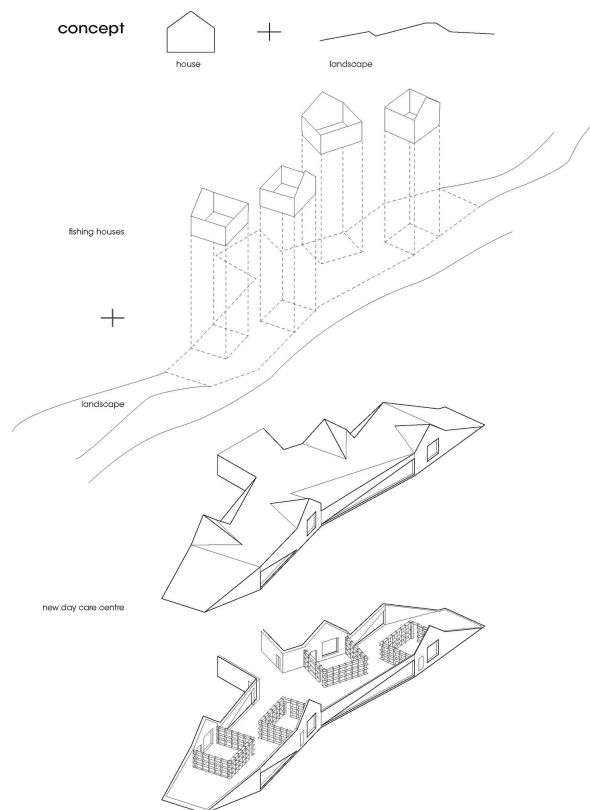 concept
house
landscape
fishing houses
landscape
new day care centre